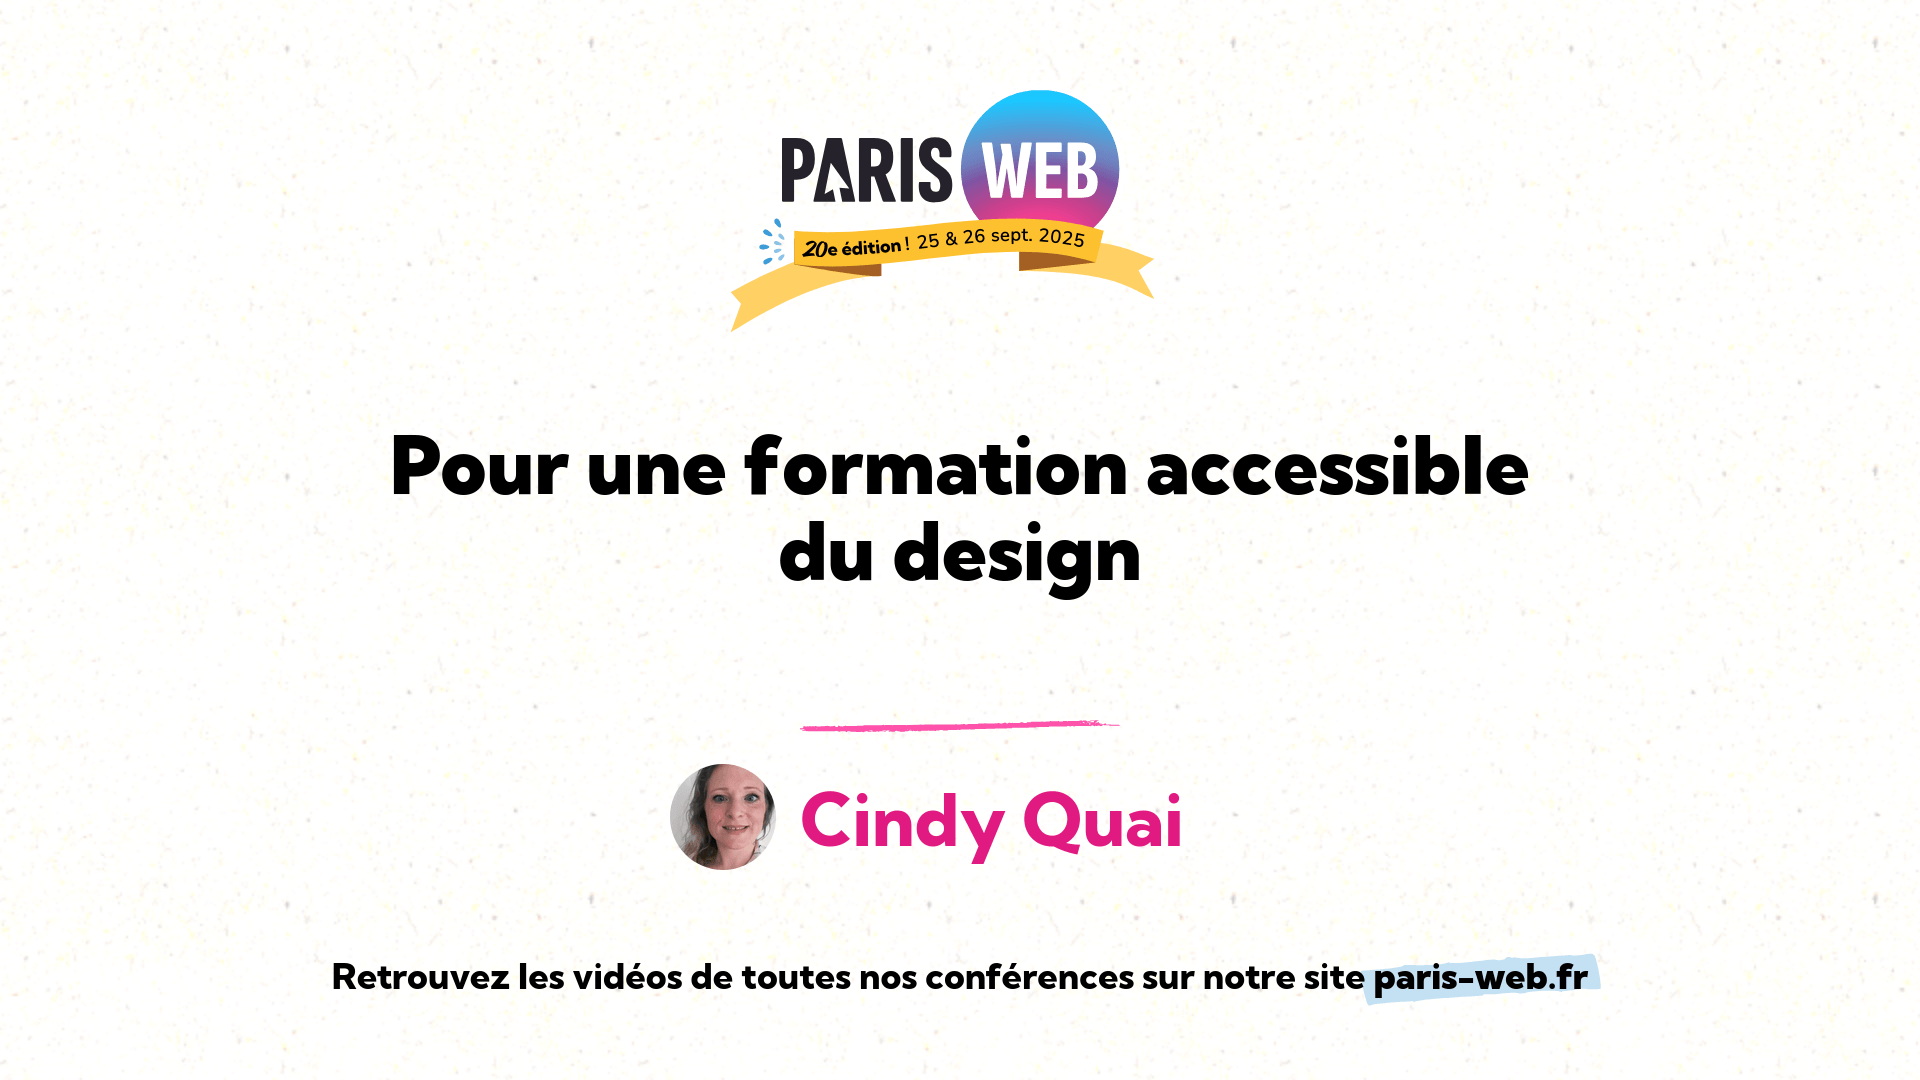 PARIS WEB
20e édition ! 25 & 26 sept. 2025
Pour une formation accessible
du design
Cindy Quai
Retrouvez les vidéos de toutes nos conférences sur notre site paris-web.fr